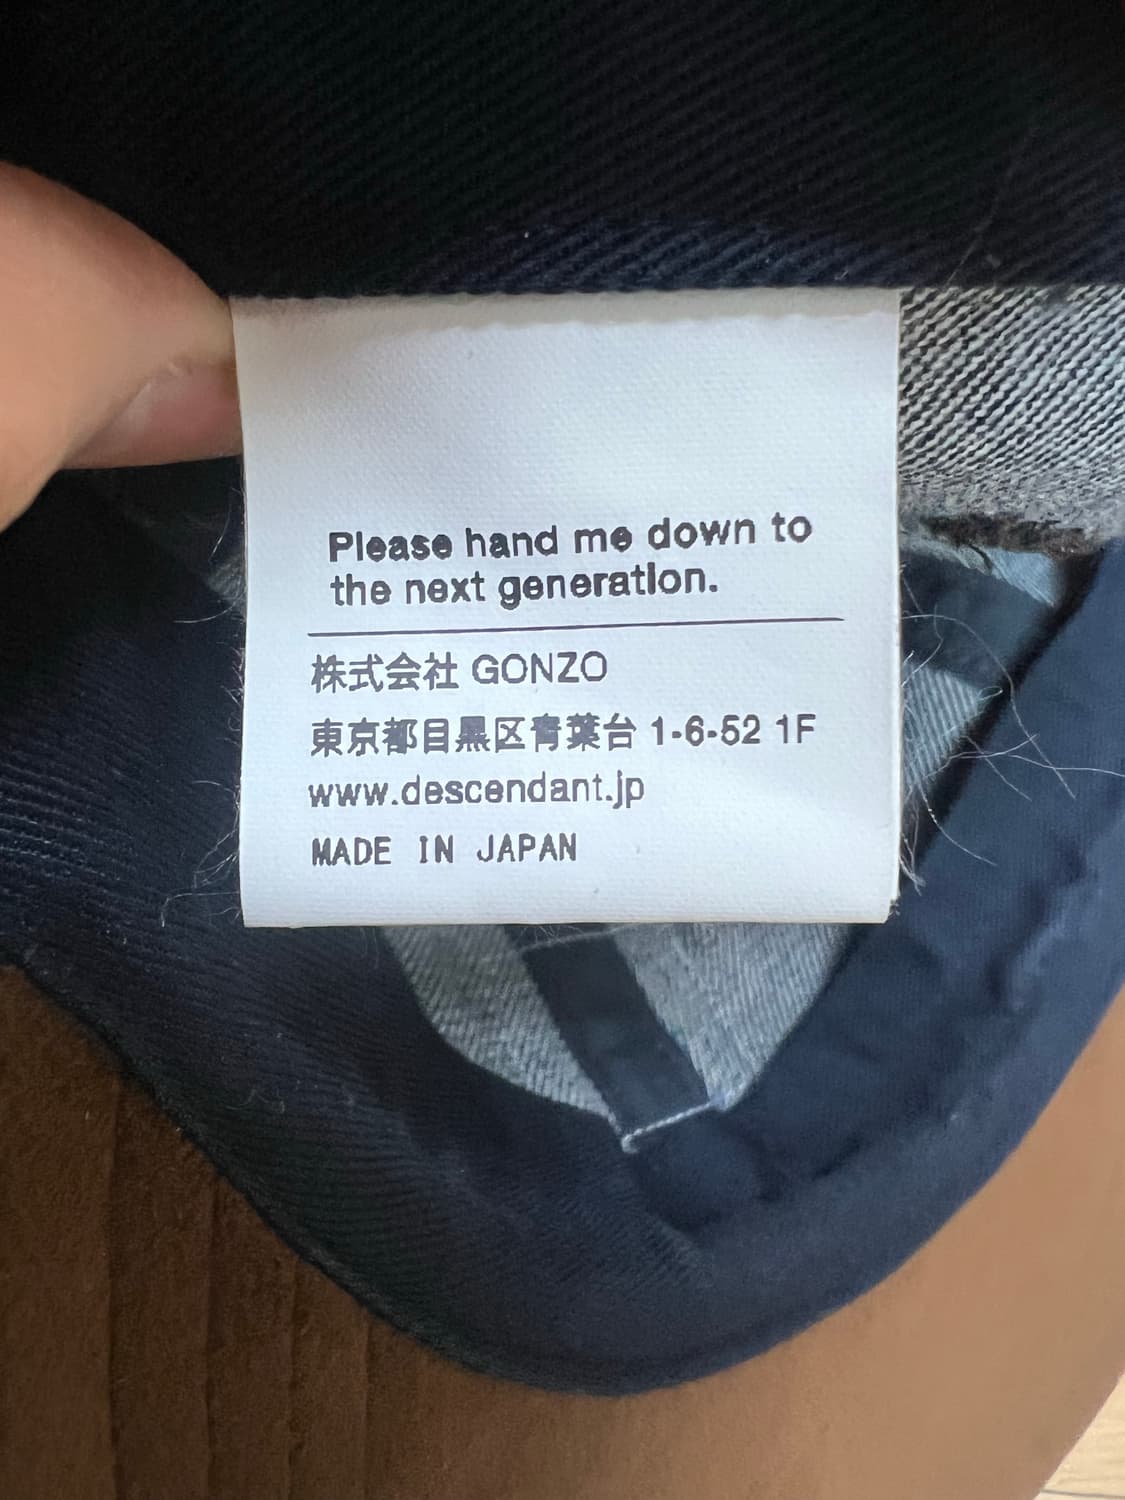 Please hand me down to
the next generation.
株式会社 GONZO
東京都目黒区青葉台 1-6-52 1F
www.descendant.jp
MADE IN JAPAN